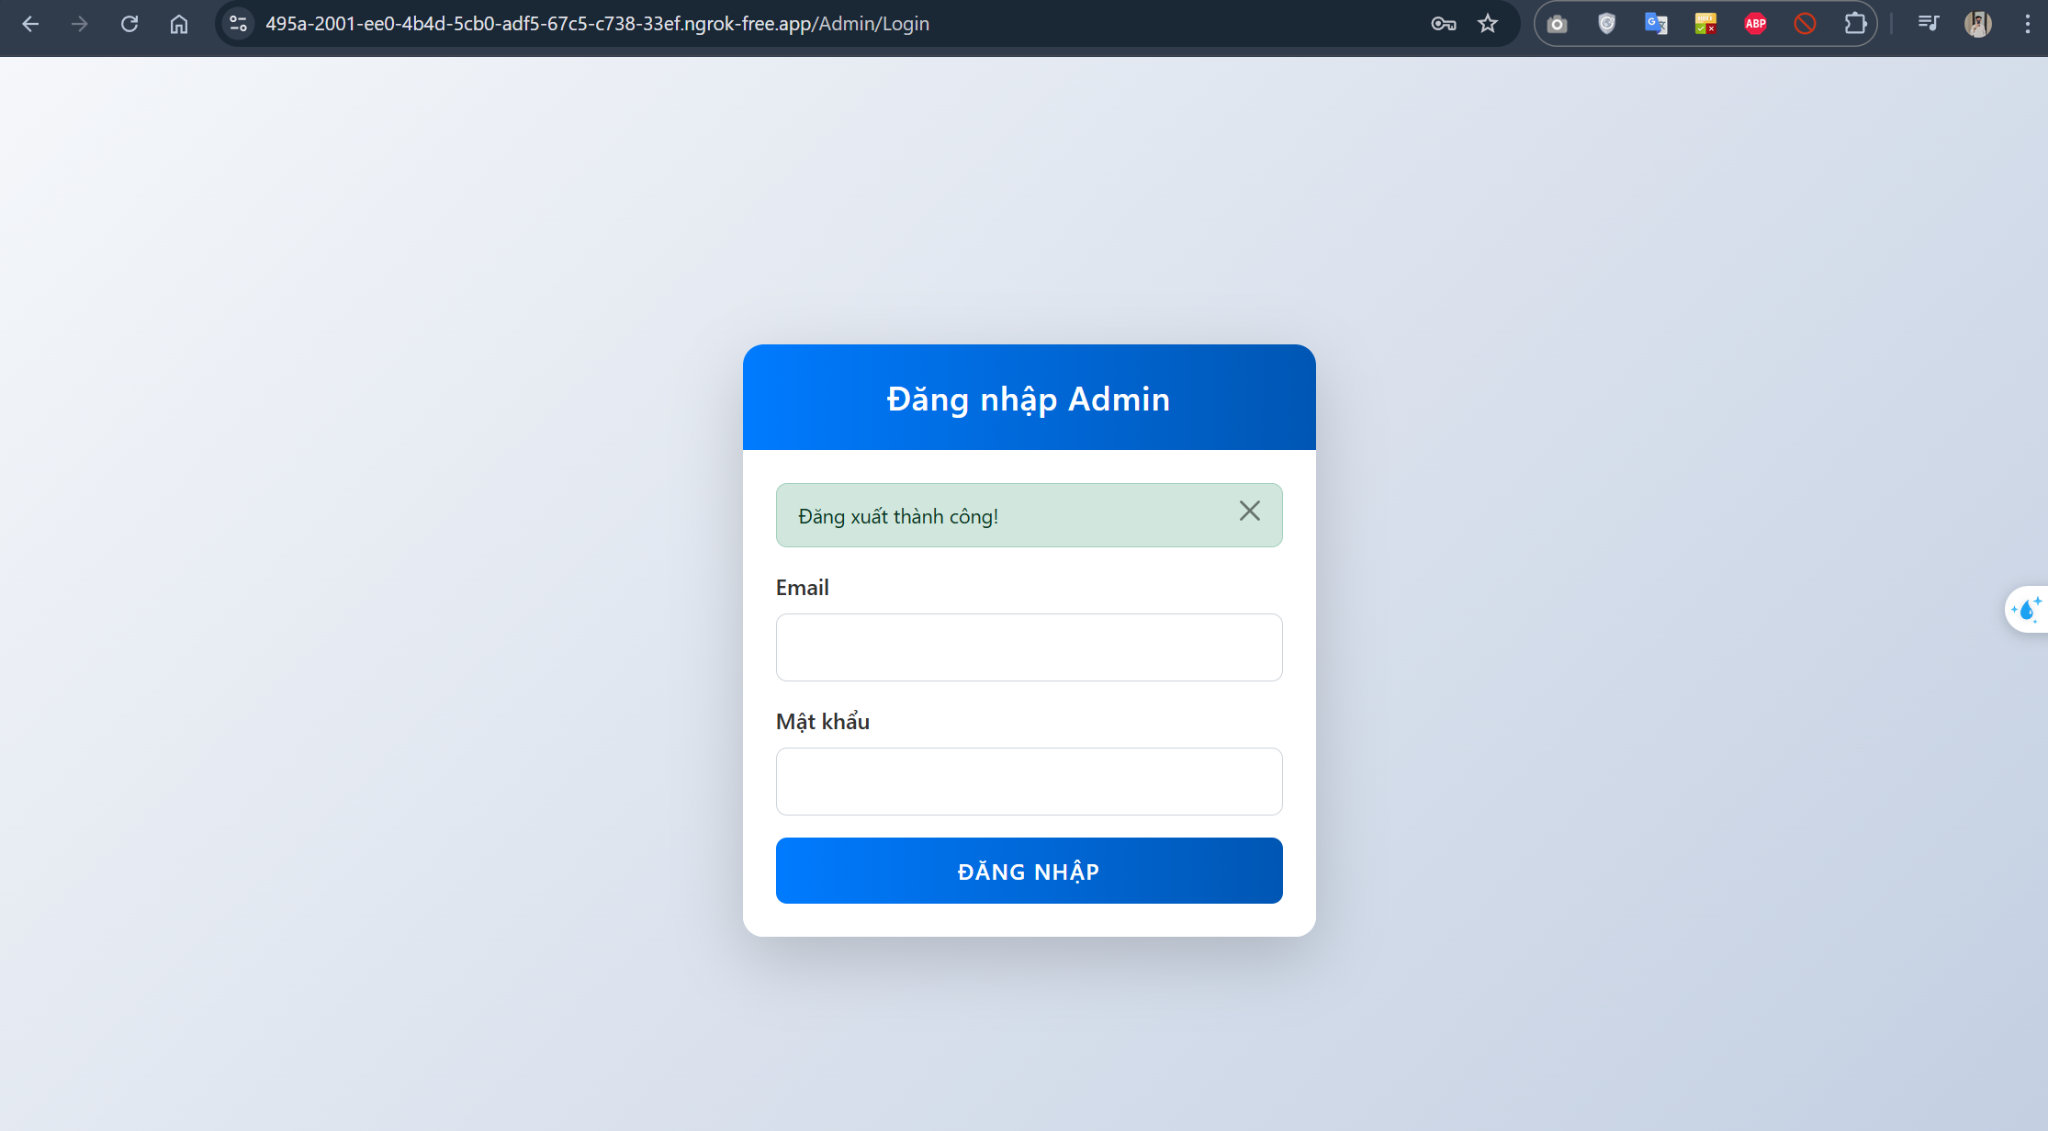 495a-2001-ee0-4b4d-5cb0-adf5-67c5-c738-33ef.ngrok-free.app/Admin/Login
ABP
Đăng nhập Admin
Đăng xuất thành công!
Email
Mật khẩu
ĐĂNG NHẬP